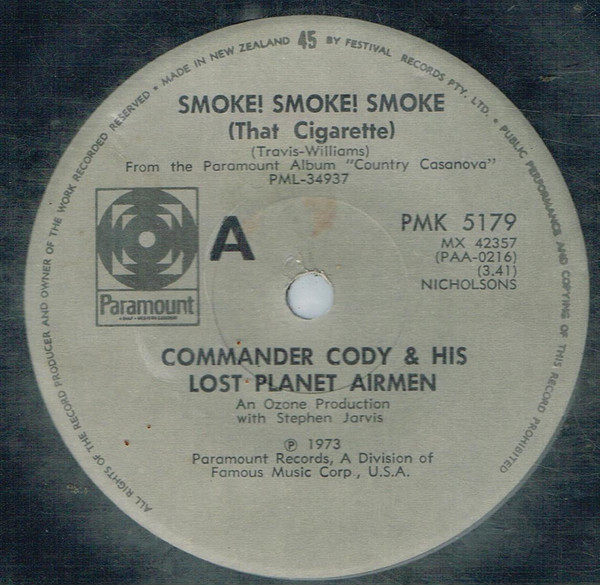 ALL RIGHTS OF THE RECORD PRODUCER AND OWNER OF THE WORK RECORDED RESERVED • MADE IN NEW ZEALAND 45 BY FESTIVAL RECORDS PTY. LTD. • PUBLIC PERFORMANCE AND COPYING OF THIS RECORD PROHIBITED
SMOKE! SMOKE! SMOKE
(That Cigarette)
(Travis-Williams)
From the Paramount Album "Country Casanova"
PML-34937
Paramount
A
PMK 5179
MX 42357
(PAA-0216)
(3.41)
NICHOLSONS
COMMANDER CODY & HIS
LOST PLANET AIRMEN
An Ozone Production
with Stephen Jarvis
℗ 1973
Paramount Records, A Division of
Famous Music Corp., U.S.A.